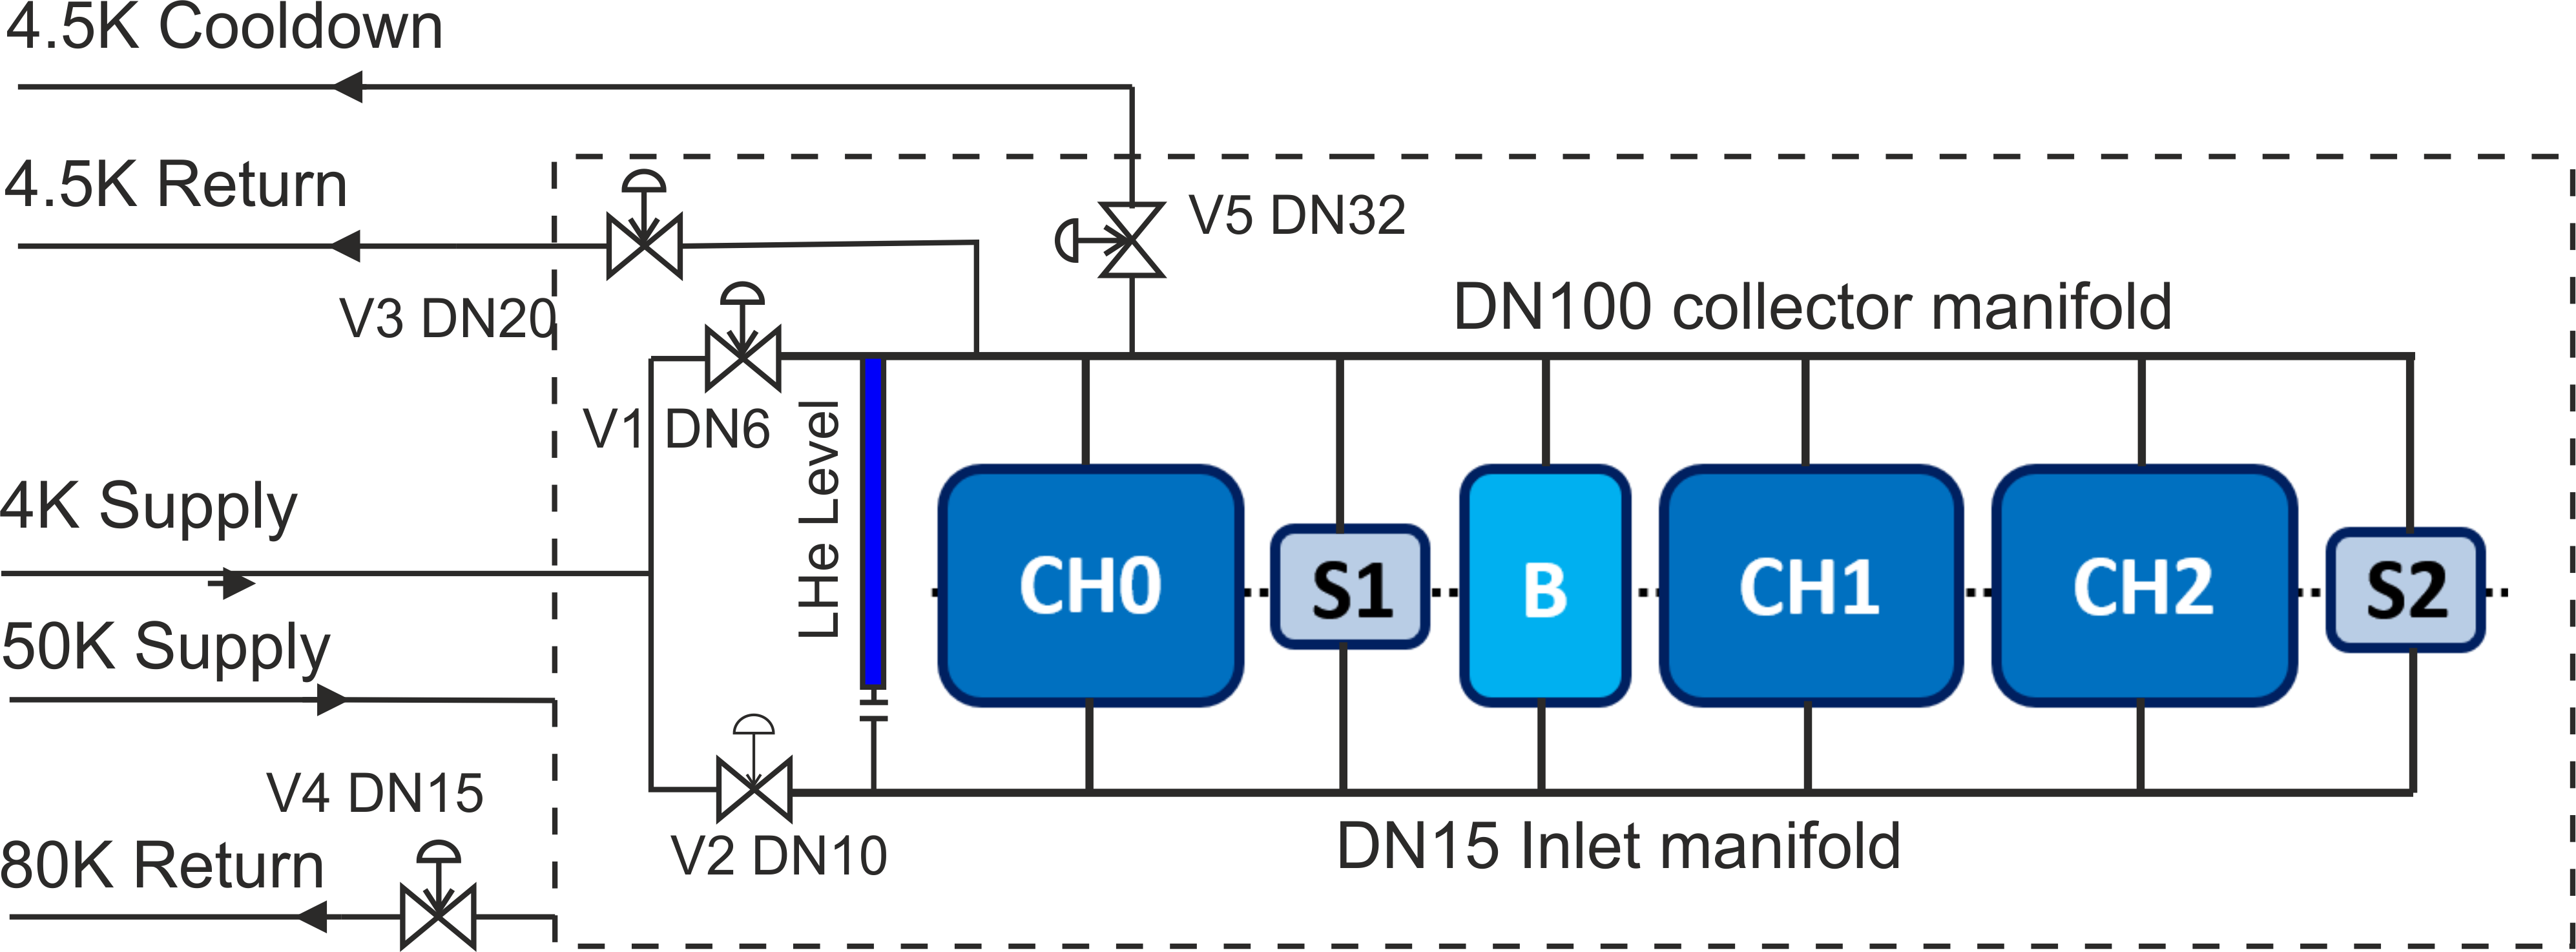 4.5K Cooldown
4.5K Return
V5 DN32
V3 DN20
DN100 collector manifold
V1 DN6
LHe Level
4K Supply
CH0
S1
B
CH1
CH2
S2
50K Supply
V4 DN15
V2 DN10
DN15 Inlet manifold
80K Return